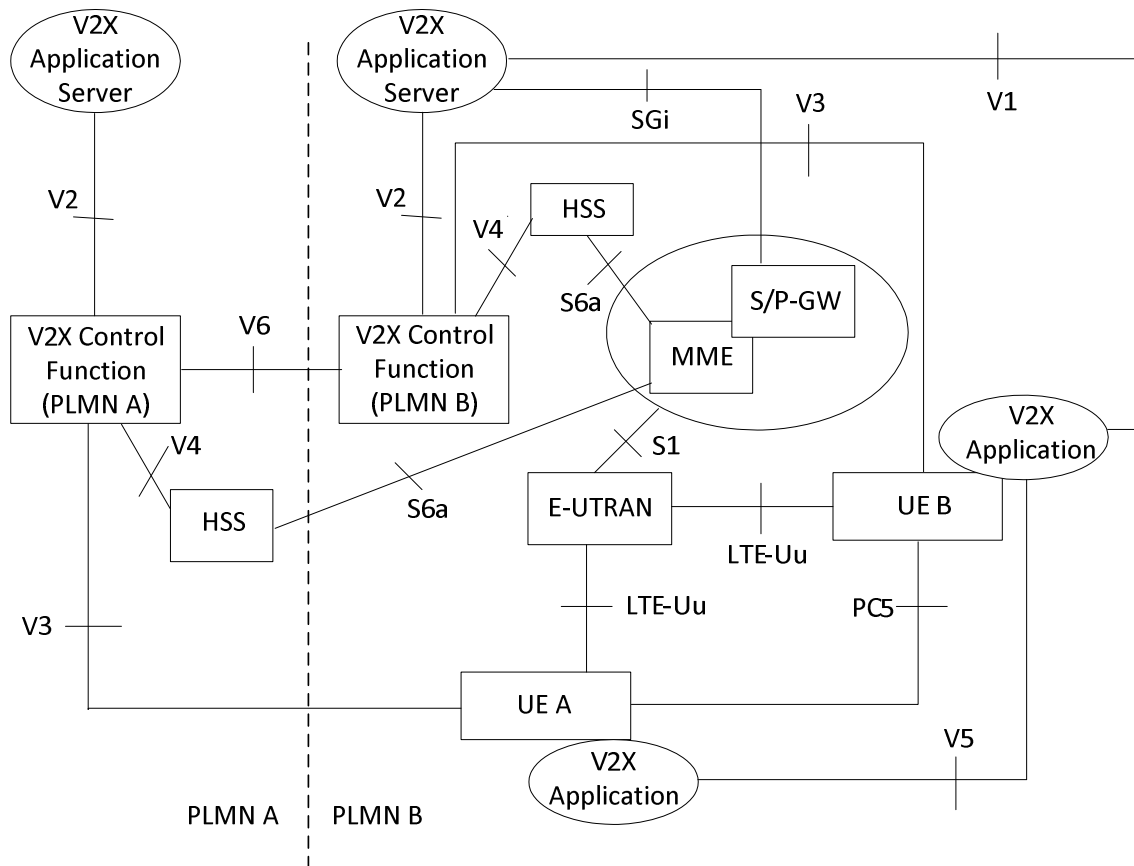 V2X
Application
Server
V2X
Application
Server
V1
SGi
V3
V2
V2
V4
HSS
S6a
S/P-GW
MME
V2X Control
Function
(PLMN A)
V6
V2X Control
Function
(PLMN B)
V4
S1
V2X
Application
HSS
S6a
E-UTRAN
UE B
LTE-Uu
V3
LTE-Uu
PC5
UE A
V5
V2X
Application
PLMN A
PLMN B